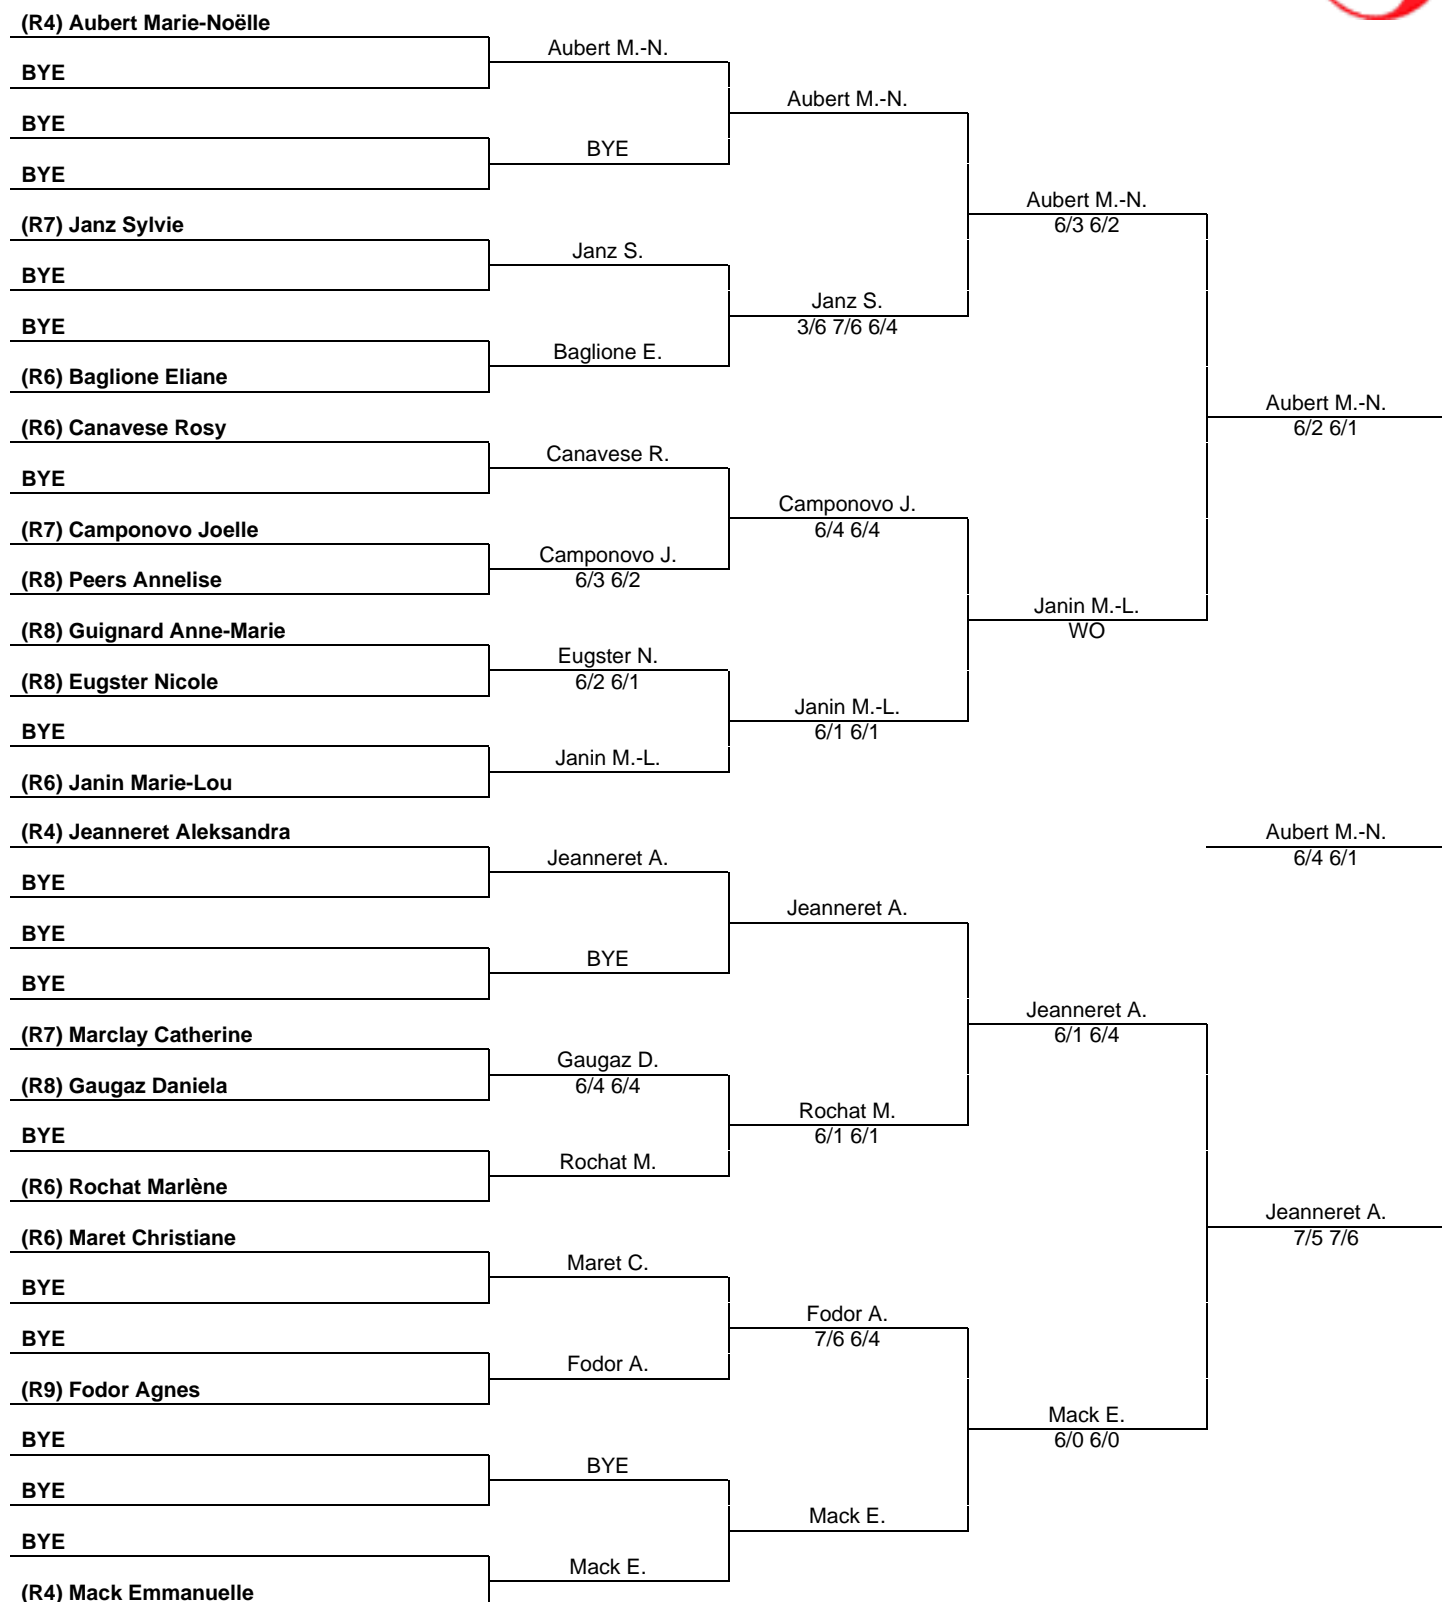 (R4) Aubert Marie-Noëlle
Aubert M.-N.
BYE
Aubert M.-N.
BYE
BYE
BYE
Aubert M.-N.
6/3 6/2
(R7) Janz Sylvie
Janz S.
BYE
Janz S.
3/6 7/6 6/4
BYE
Baglione E.
(R6) Baglione Eliane
Aubert M.-N.
6/2 6/1
(R6) Canavese Rosy
Canavese R.
BYE
Camponovo J.
6/4 6/4
(R7) Camponovo Joelle
Camponovo J.
6/3 6/2
(R8) Peers Annelise
Janin M.-L.
WO
(R8) Guignard Anne-Marie
Eugster N.
6/2 6/1
(R8) Eugster Nicole
Janin M.-L.
6/1 6/1
BYE
Janin M.-L.
(R6) Janin Marie-Lou
(R4) Jeanneret Aleksandra
Aubert M.-N.
6/4 6/1
Jeanneret A.
BYE
Jeanneret A.
BYE
BYE
BYE
Jeanneret A.
6/1 6/4
(R7) Marclay Catherine
Gaugaz D.
6/4 6/4
(R8) Gaugaz Daniela
Rochat M.
6/1 6/1
BYE
Rochat M.
(R6) Rochat Marlène
Jeanneret A.
7/5 7/6
(R6) Maret Christiane
Maret C.
BYE
Fodor A.
7/6 6/4
BYE
Fodor A.
(R9) Fodor Agnes
Mack E.
6/0 6/0
BYE
BYE
BYE
Mack E.
BYE
Mack E.
(R4) Mack Emmanuelle